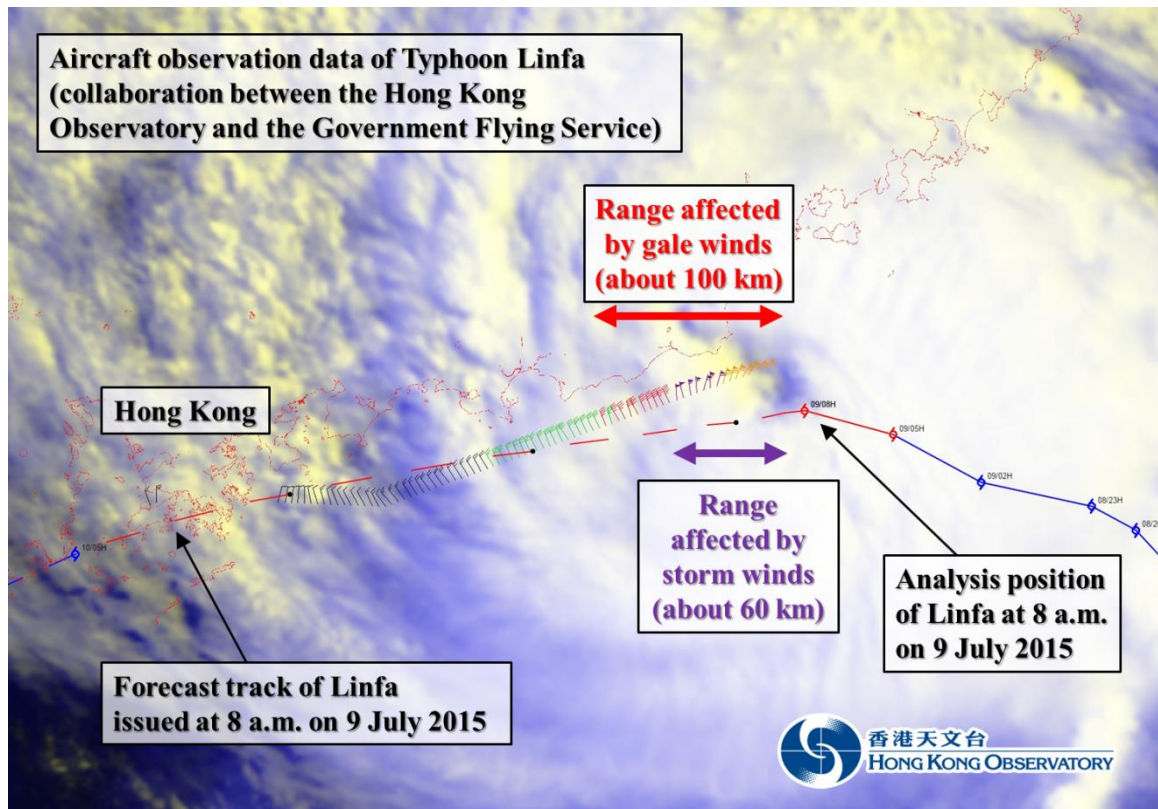 Aircraft observation data of Typhoon Linfa
(collaboration between the Hong Kong
Observatory and the Government Flying Service)
Range affected
by gale winds
(about 100 km)
Hong Kong
09/08H
09/05H
09/02H
08/23H
10/05H
Range
affected by
storm winds
(about 60 km)
Analysis position
of Linfa at 8 a.m.
on 9 July 2015
Forecast track of Linfa
issued at 8 a.m. on 9 July 2015
香港天文台
HONG KONG OBSERVATORY